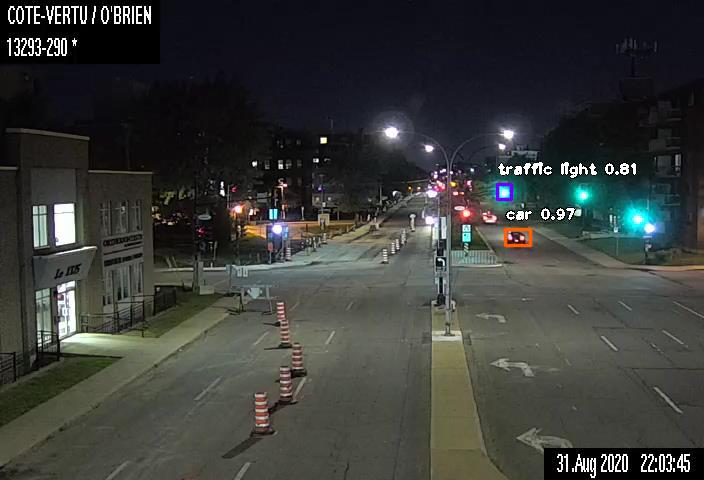 COTE-VERTU / O'BRIEN
13293-290 *
traffic light 0.81
car 0.97
31.Aug 2020 22:03:45